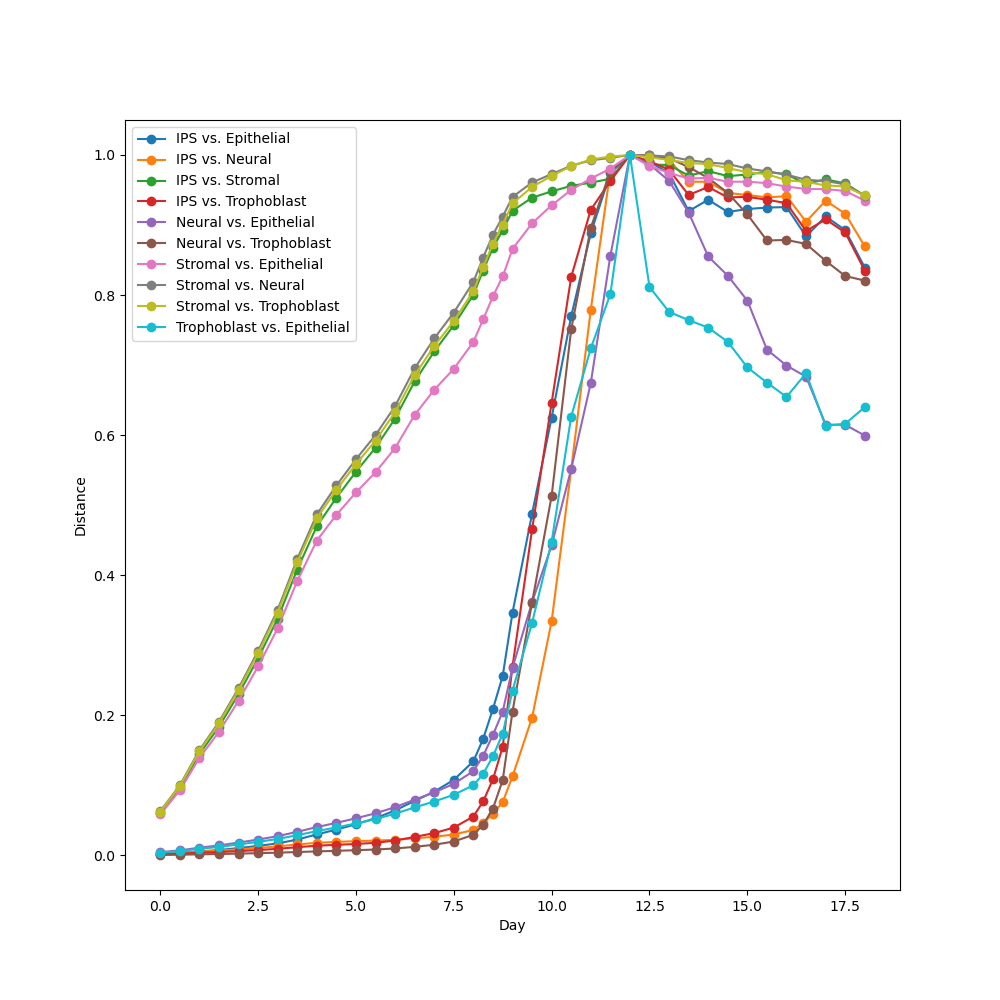 IPS vs. Epithelial
IPS vs. Neural
IPS vs. Stromal
IPS vs. Trophoblast
Neural vs. Epithelial
Neural vs. Trophoblast
Stromal vs. Epithelial
Stromal vs. Neural
Stromal vs. Trophoblast
Trophoblast vs. Epithelial
1.0
0.8
0.6
0.4
0.2
0.0
Distance
0.0 2.5 5.0 7.5 10.0 12.5 15.0 17.5
Day